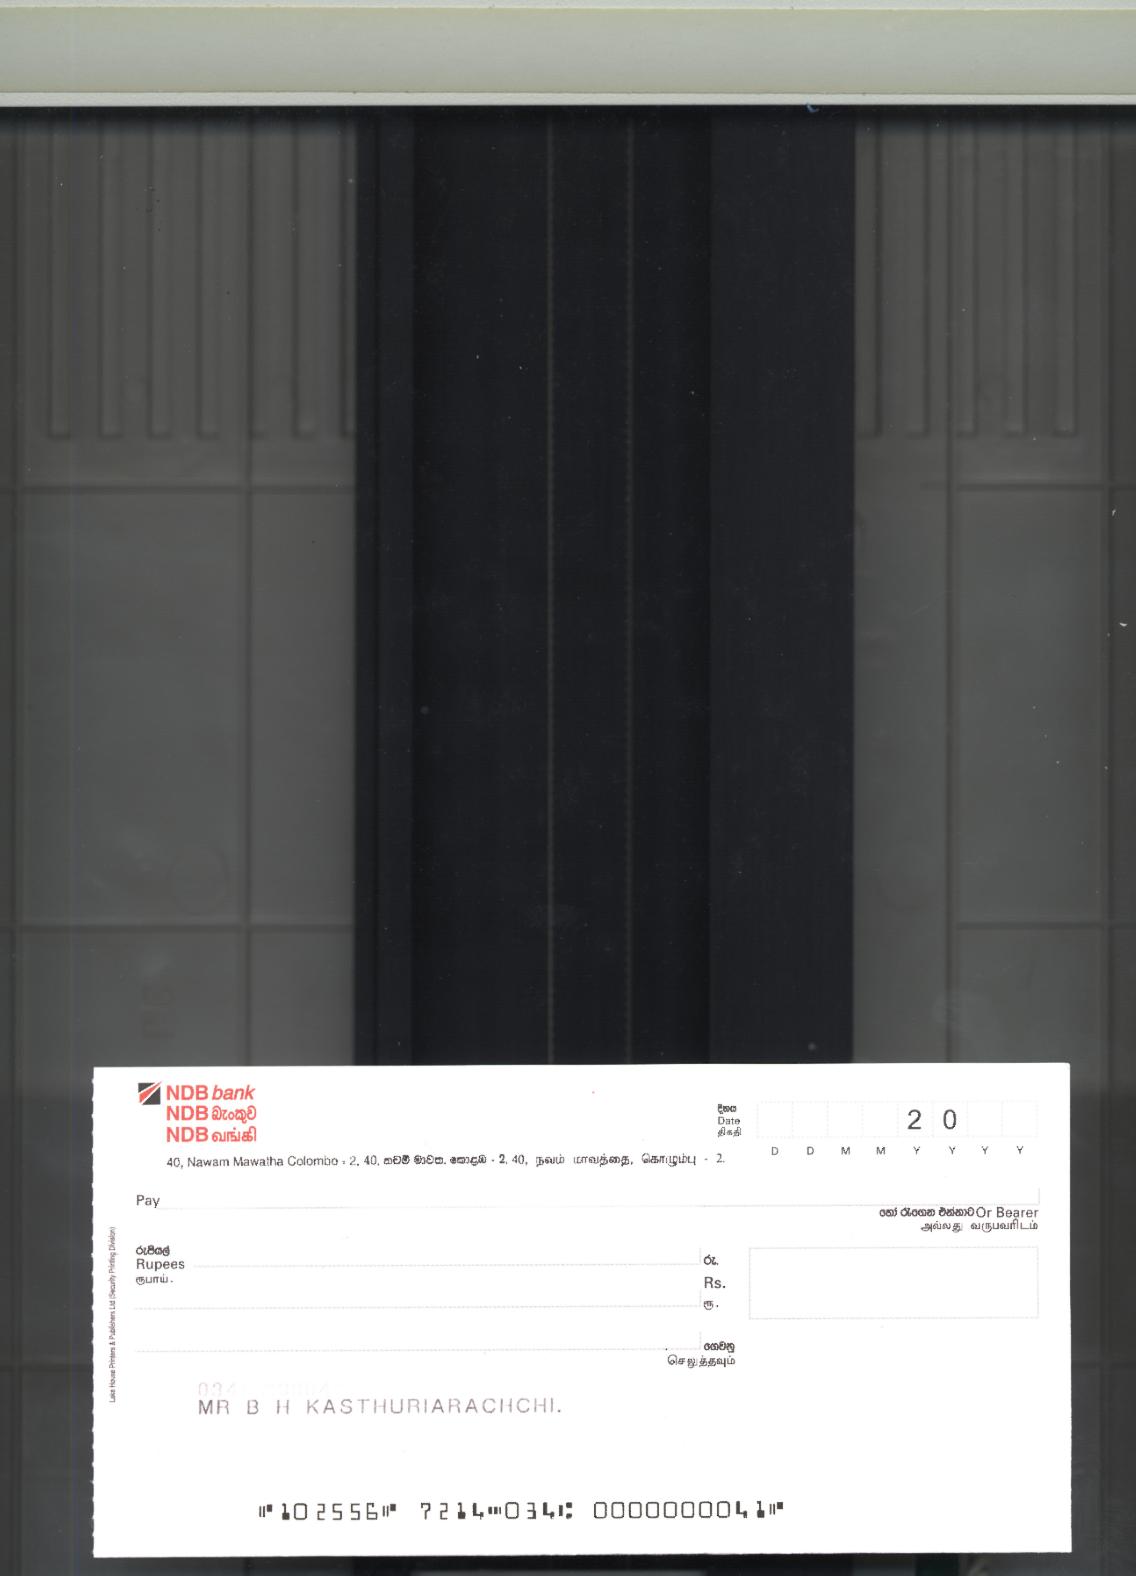 NDB bank
NDB බැංකුව
NDB வங்கி
දිනය
Date
திகதி
2 0
D D M M Y Y Y Y
40, Nawam Mawatha Colombo - 2, 40, නවම් මාවත, කොළඹ - 2, 40, நவம் மாவத்தை, கொழும்பு - 2.
Pay
හෝ රැගෙන එන්නාට Or Bearer
அல்லது வருபவரிடம்
රුපියල්
Rupees
ரூபாய்.
රු.
Rs.
ரூ.
ගෙවනු
செலுத்தவும்
Lake House Printers & Publishers Ltd (Security Printing Division)
MR B H KASTHURIARACHCHI.
⑈102556⑈ 7214⑉034⑆ 0000000041⑈